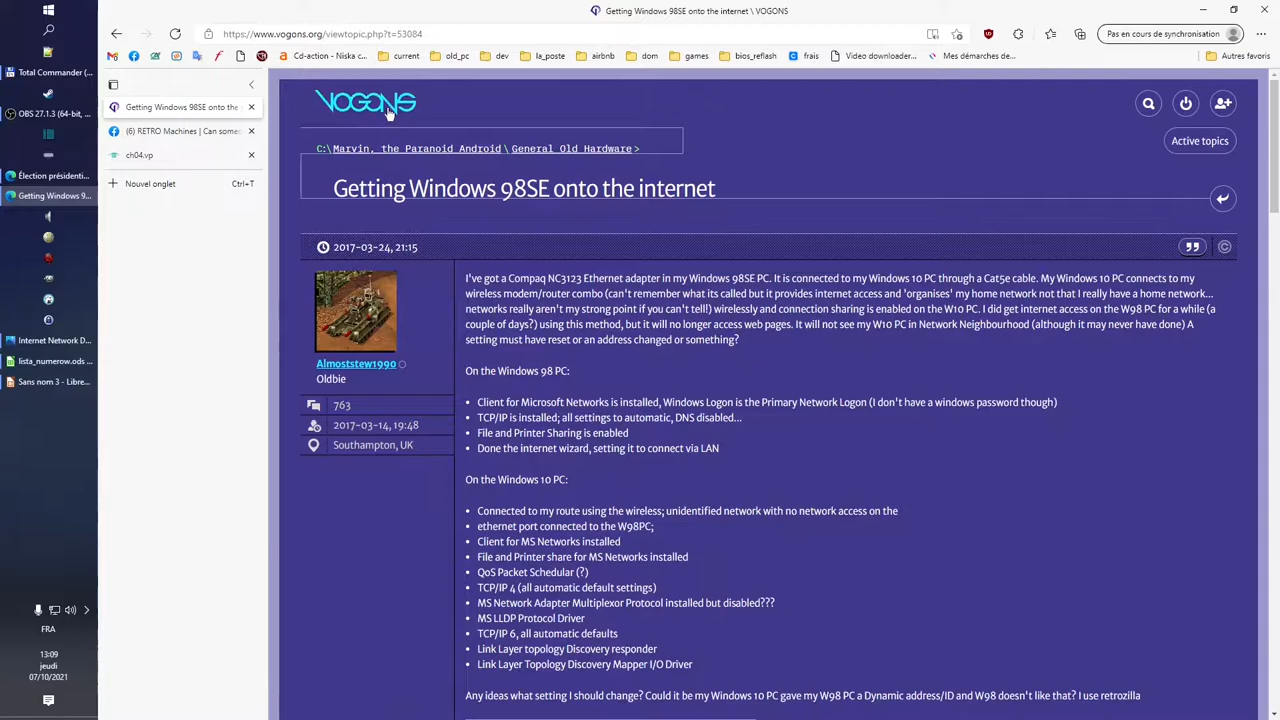 Getting Windows 98SE onto the internet \ VOGONS
https://www.vogons.org/viewtopic.php?t=53084
Pas en cours de synchronisation
Cd-action - Niska c...
current
old_pc
dev
la_poste
airbnb
dom
games
bios_reflash
frais
Video downloader...
Autres favoris
Total Commander (...
OBS 27.1.3 (64-bit, ...
Élection présidenti...
Getting Windows 9...
Internet Network D...
lista_numerow.ods ...
Sans nom 3 - Libre...
FRA
13:09
jeudi
07/10/2021
Getting Windows 98SE onto the
(6) RETRO Machines | Can some
ch04.vp
Nouvel onglet Ctrl+T
VOGONS
C:\Marvin, the Paranoid Android\General Old Hardware>
Active topics
Getting Windows 98SE onto the internet
2017-03-24, 21:15
Almoststew1990
Oldbie
763
2017-03-14, 19:48
Southampton, UK
I've got a Compaq NC3123 Ethernet adapter in my Windows 98SE PC. It is connected to my Windows 10 PC through a Cat5e cable. My Windows 10 PC connects to my
wireless modem/router combo (can't remember what its called but it provides internet access and 'organises' my home network not that I really have a home network...
networks really aren't my strong point if you can't tell!) wirelessly and connection sharing is enabled on the W10 PC. I did get internet access on the W98 PC for a while (a
couple of days?) using this method, but it will no longer access web pages. It will not see my W10 PC in Network Neighbourhood (although it may never have done) A
setting must have reset or an address changed or something?
On the Windows 98 PC:
• Client for Microsoft Networks is installed, Windows Logon is the Primary Network Logon (I don't have a windows password though)
• TCP/IP is installed; all settings to automatic, DNS disabled...
• File and Printer Sharing is enabled
• Done the internet wizard, setting it to connect via LAN
On the Windows 10 PC:
• Connected to my route using the wireless; unidentified network with no network access on the
• ethernet port connected to the W98PC;
• Client for MS Networks installed
• File and Printer share for MS Networks installed
• QoS Packet Schedular (?)
• TCP/IP 4 (all automatic default settings)
• MS Network Adapter Multiplexor Protocol installed but disabled???
• MS LLDP Protocol Driver
• TCP/IP 6, all automatic defaults
• Link Layer topology Discovery responder
• Link Layer Topology Discovery Mapper I/O Driver
Any ideas what setting I should change? Could it be my Windows 10 PC gave my W98 PC a Dynamic address/ID and W98 doesn't like that? I use retrozilla